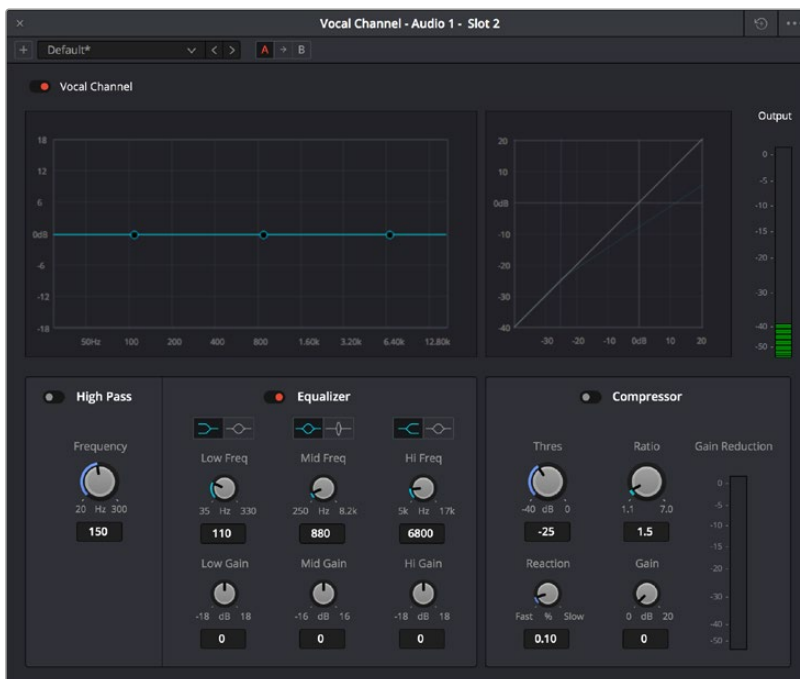 Vocal Channel - Audio 1 - Slot 2
Default*
A
B
Vocal Channel
18
12
6
0dB
-6
-12
-18
50Hz 100 200 400 800 1.60k 3.20k 6.40k 12.80k
20
10
0dB
-10
-20
-30
-40
-30 -20 -10 0dB 10 20
Output
0
-5
-10
-15
-20
-30
-40
-50
High Pass
Frequency
20 Hz 300
150
Equalizer
Low Freq Mid Freq Hi Freq
35 Hz 330 250 Hz 8.2k 5k Hz 17k
110 880 6800
Low Gain Mid Gain Hi Gain
-18 dB 18 -16 dB 16 -18 dB 18
0 0 0
Compressor
Thres Ratio Gain Reduction
-40 dB 0 1.1 7.0
-25 1.5
Reaction Gain
Fast % Slow 0 dB 20
0.10 0
0
-5
-10
-15
-20
-30
-40
-50